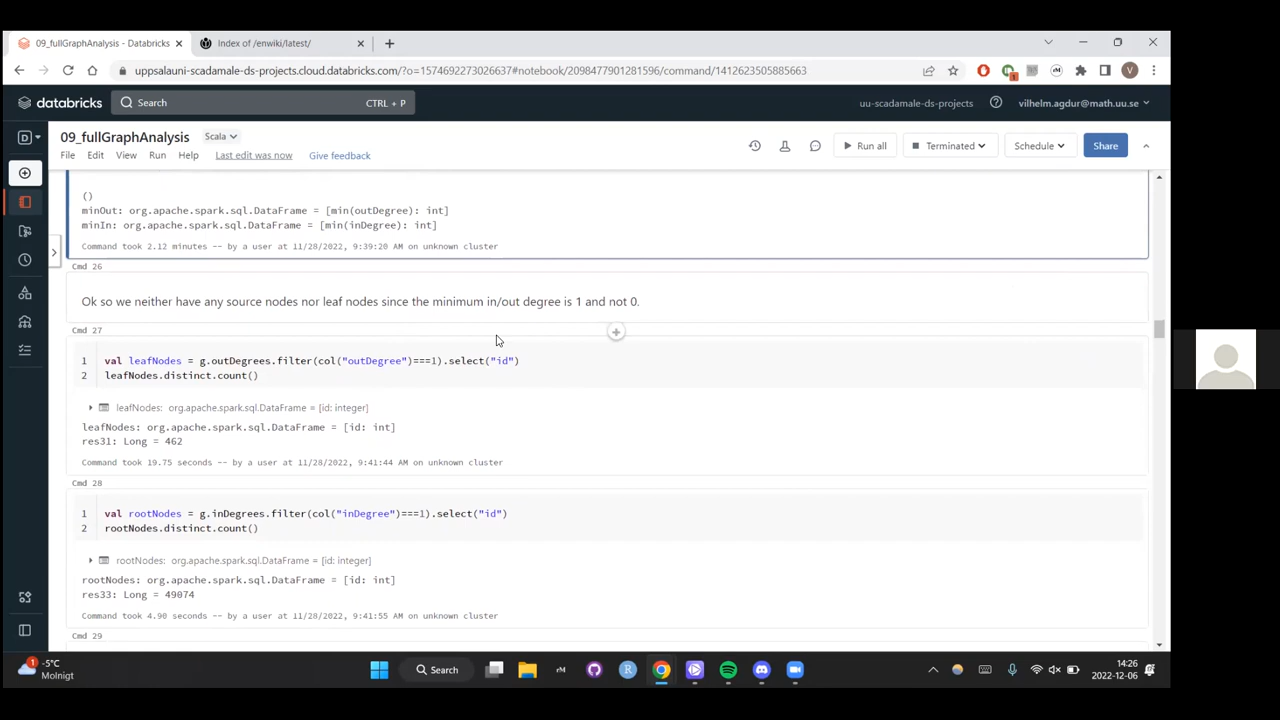 09_fullGraphAnalysis - Databricks
Index of /enwiki/latest/
uppsalauni-scadamale-ds-projects.cloud.databricks.com/?o=1574692273026637#notebook/2098477901281596/command/1412623505885663
V
databricks
Search
CTRL + P
uu-scadamale-ds-projects
vilhelm.agdur@math.uu.se
D
09_fullGraphAnalysis
Scala
File
Edit
View
Run
Help
Last edit was now
Give feedback
Run all
Terminated
Schedule
Share
()
minOut: org.apache.spark.sql.DataFrame = [min(outDegree): int]
minIn: org.apache.spark.sql.DataFrame = [min(inDegree): int]
Command took 2.12 minutes -- by a user at 11/28/2022, 9:39:20 AM on unknown cluster
Cmd 26
Ok so we neither have any source nodes nor leaf nodes since the minimum in/out degree is 1 and not 0.
Cmd 27
1 val leafNodes = g.outDegrees.filter(col("outDegree")===1).select("id")
2 leafNodes.distinct.count()
leafNodes: org.apache.spark.sql.DataFrame = [id: integer]
leafNodes: org.apache.spark.sql.DataFrame = [id: int]
res31: Long = 462
Command took 19.75 seconds -- by a user at 11/28/2022, 9:41:44 AM on unknown cluster
Cmd 28
1 val rootNodes = g.inDegrees.filter(col("inDegree")===1).select("id")
2 rootNodes.distinct.count()
rootNodes: org.apache.spark.sql.DataFrame = [id: integer]
rootNodes: org.apache.spark.sql.DataFrame = [id: int]
res33: Long = 49074
Command took 4.90 seconds -- by a user at 11/28/2022, 9:41:55 AM on unknown cluster
Cmd 29
1
-5°C
Molnigt
Search
rM
R
14:26
2022-12-06